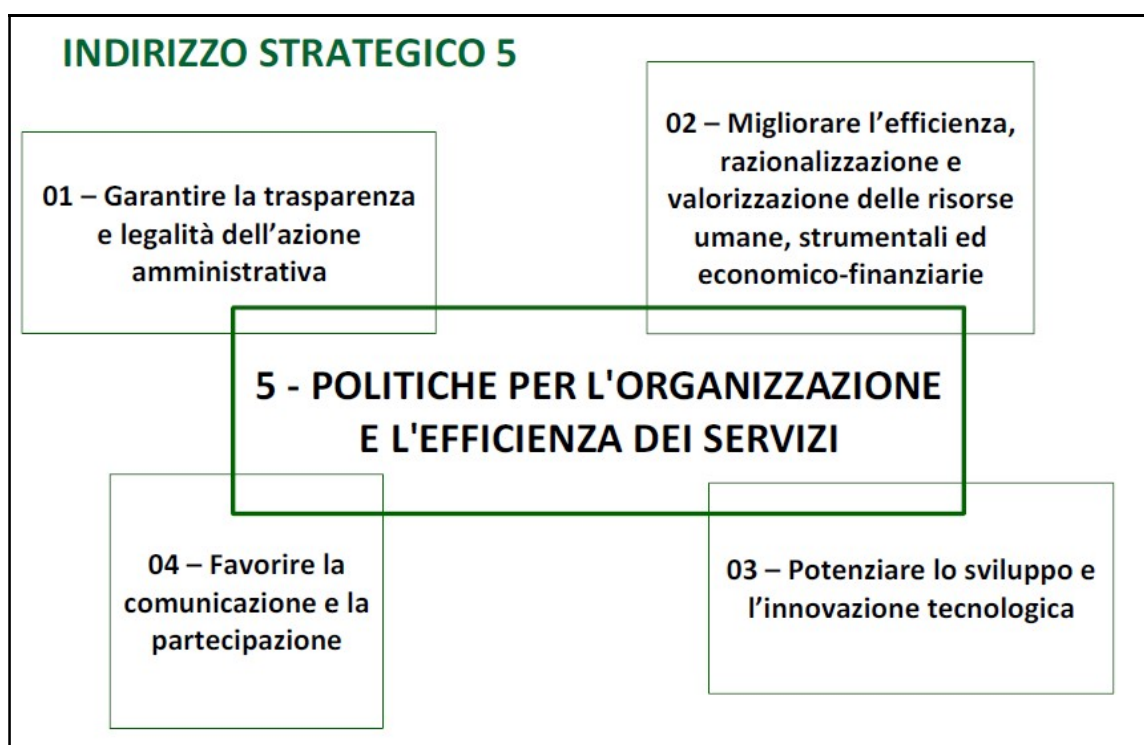 INDIRIZZO STRATEGICO 5
01 – Garantire la trasparenza
e legalità dell’azione
amministrativa
02 – Migliorare l’efficienza,
razionalizzazione e
valorizzazione delle risorse
umane, strumentali ed
economico-finanziarie
5 - POLITICHE PER L'ORGANIZZAZIONE
E L'EFFICIENZA DEI SERVIZI
04 – Favorire la
comunicazione e la
partecipazione
03 – Potenziare lo sviluppo e
l’innovazione tecnologica